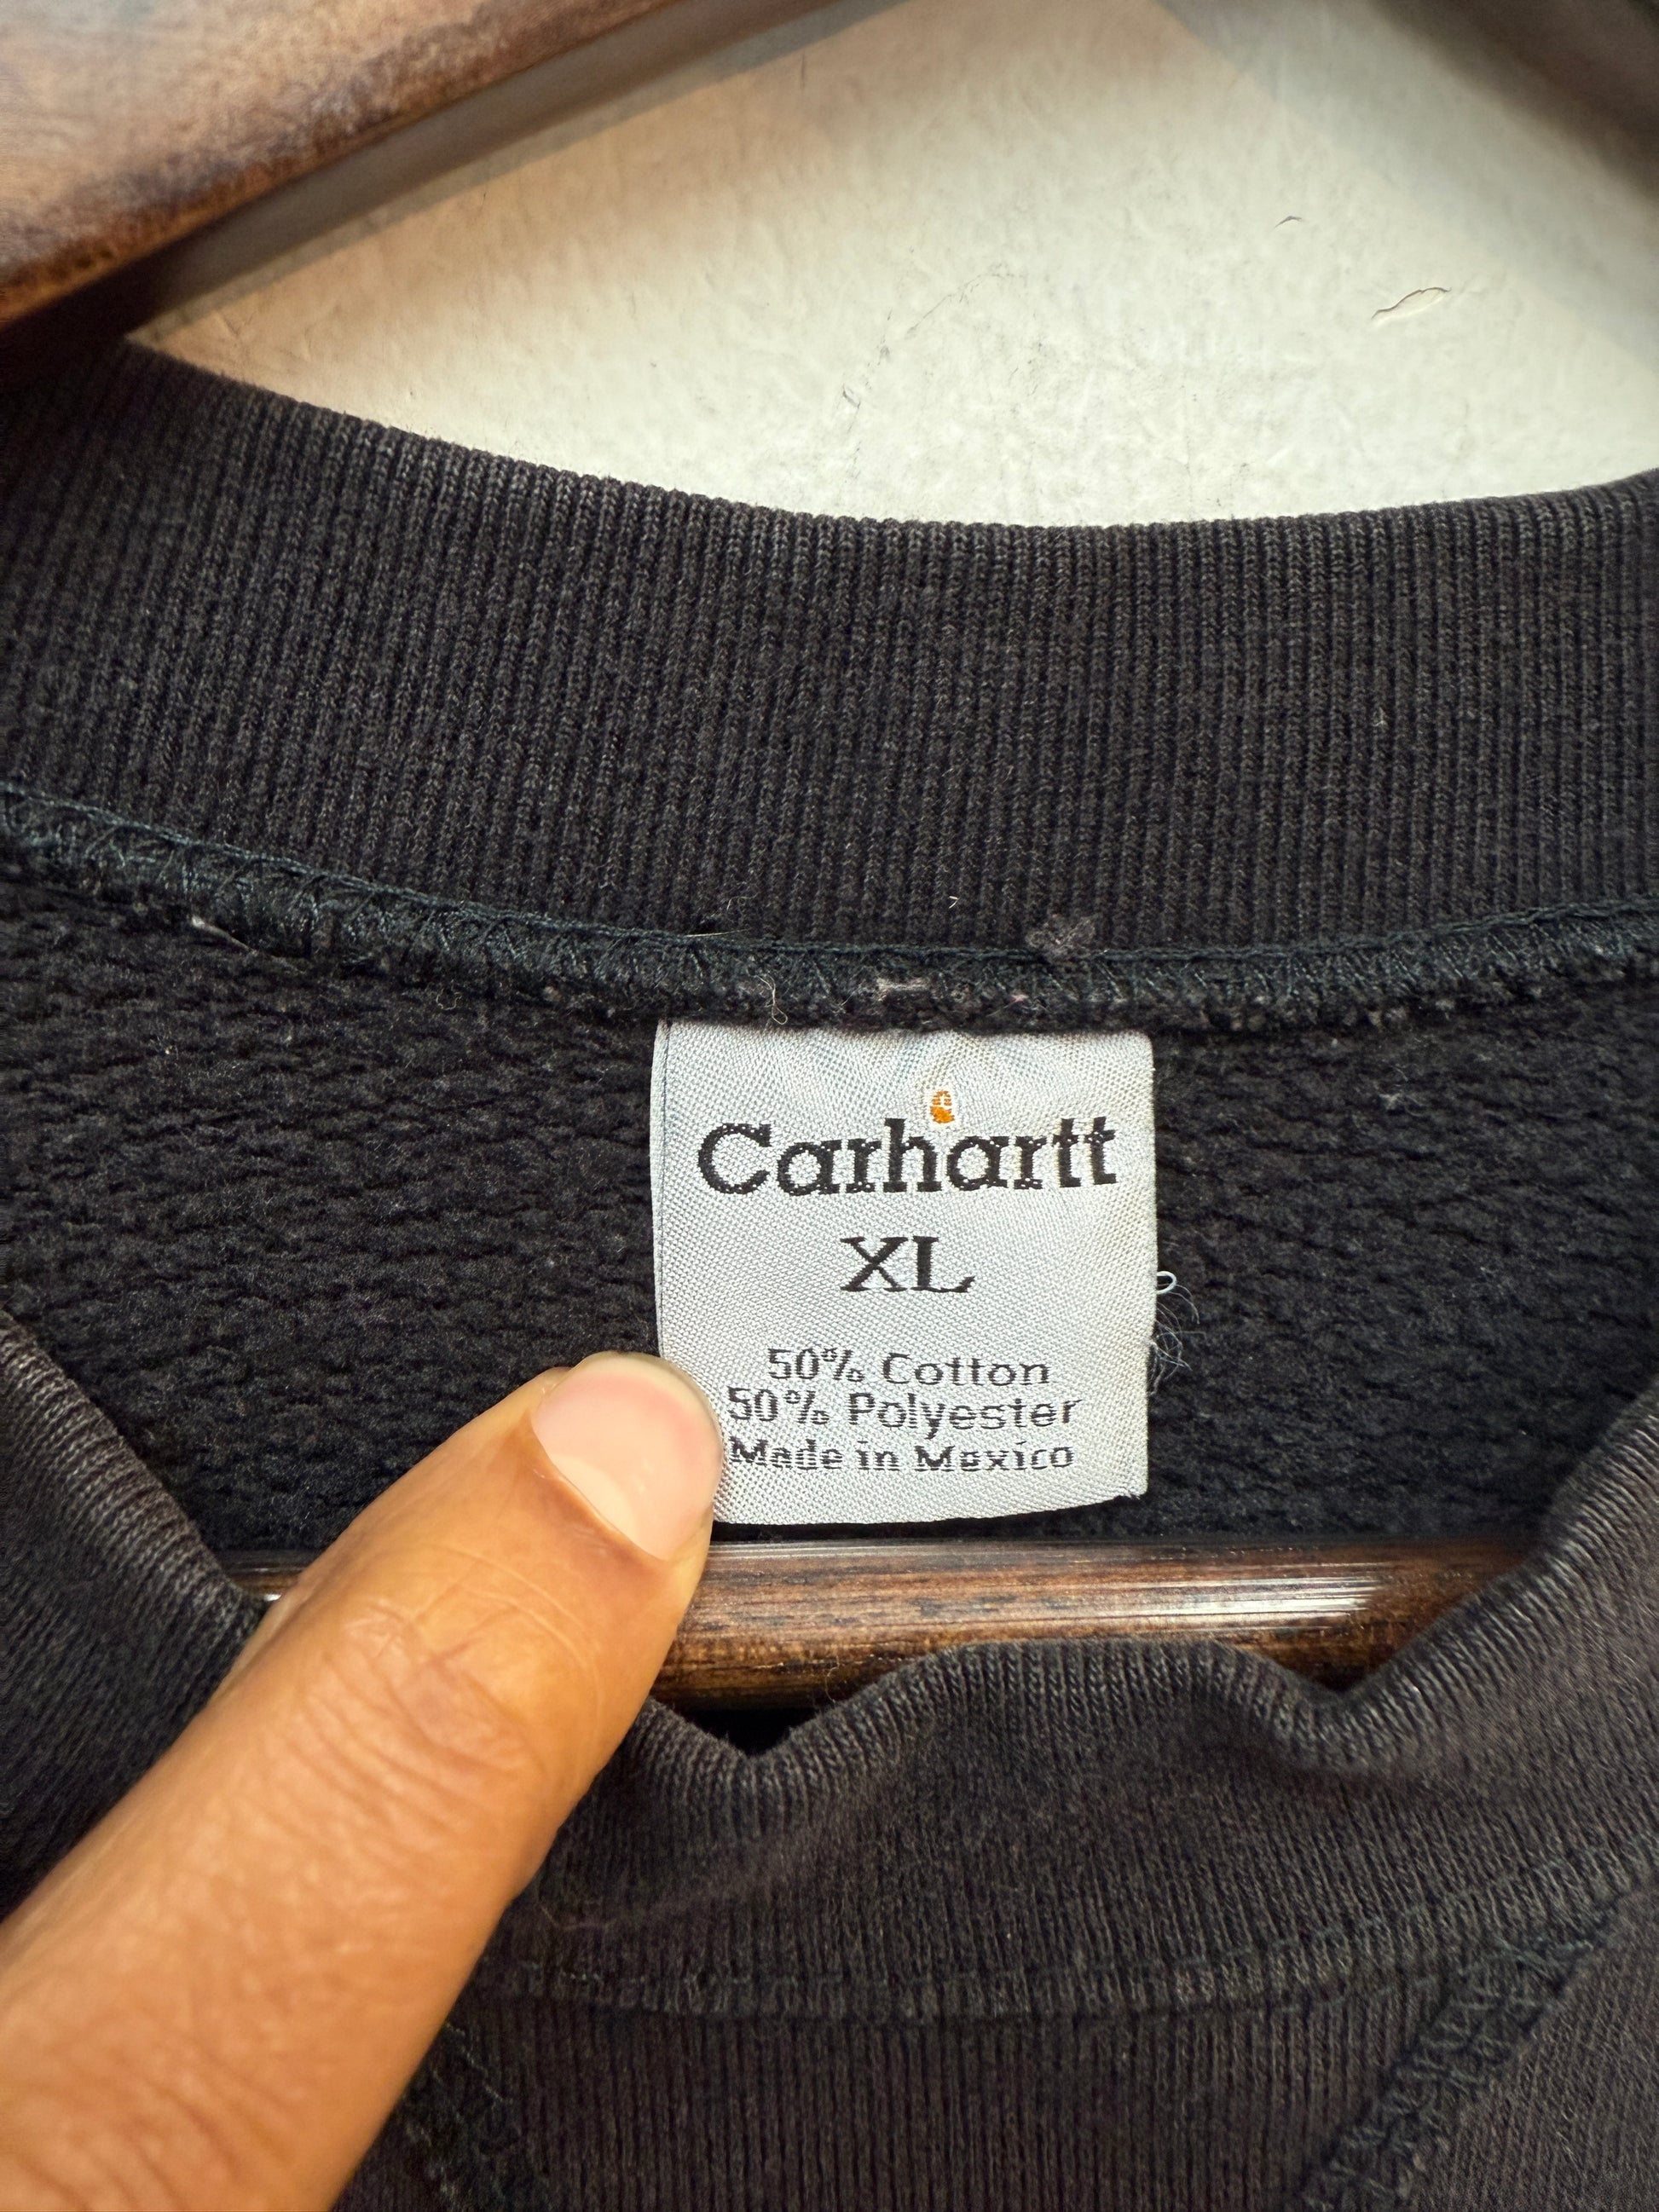 Carhartt
XL
50% Cotton
50% Polyester
Made in Mexico